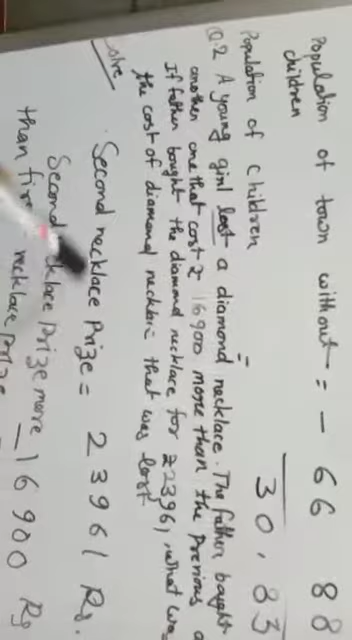 Population of town without = - 66 88
children
30,83
Population of children
Q.2 A young girl lost a diamond necklace. The father bought
another one that cost ₹ 16900 more than the previous
If father bought the diamond necklace for ₹ 23961, what was
the cost of diamond necklace that was lost
Solve
Second necklace Prize = 23961 Rs.
Second necklace Prize more 16900 Rs
than necklace Prize